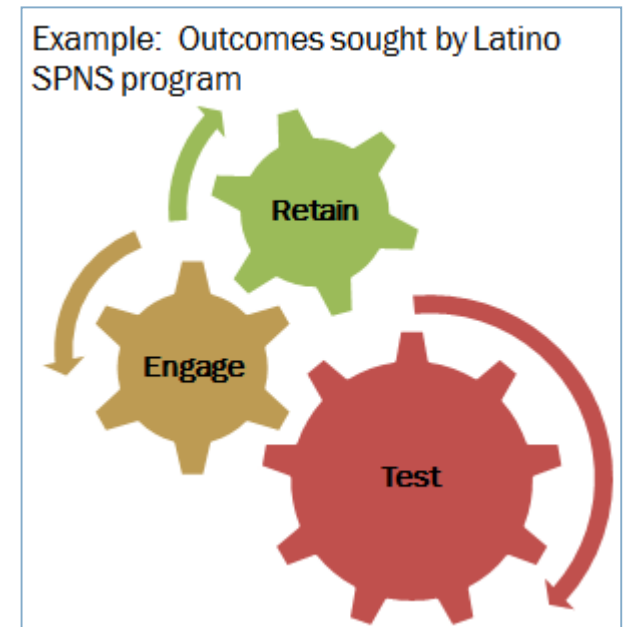 Example: Outcomes sought by Latino
SPNS program
Retain
Engage
Test